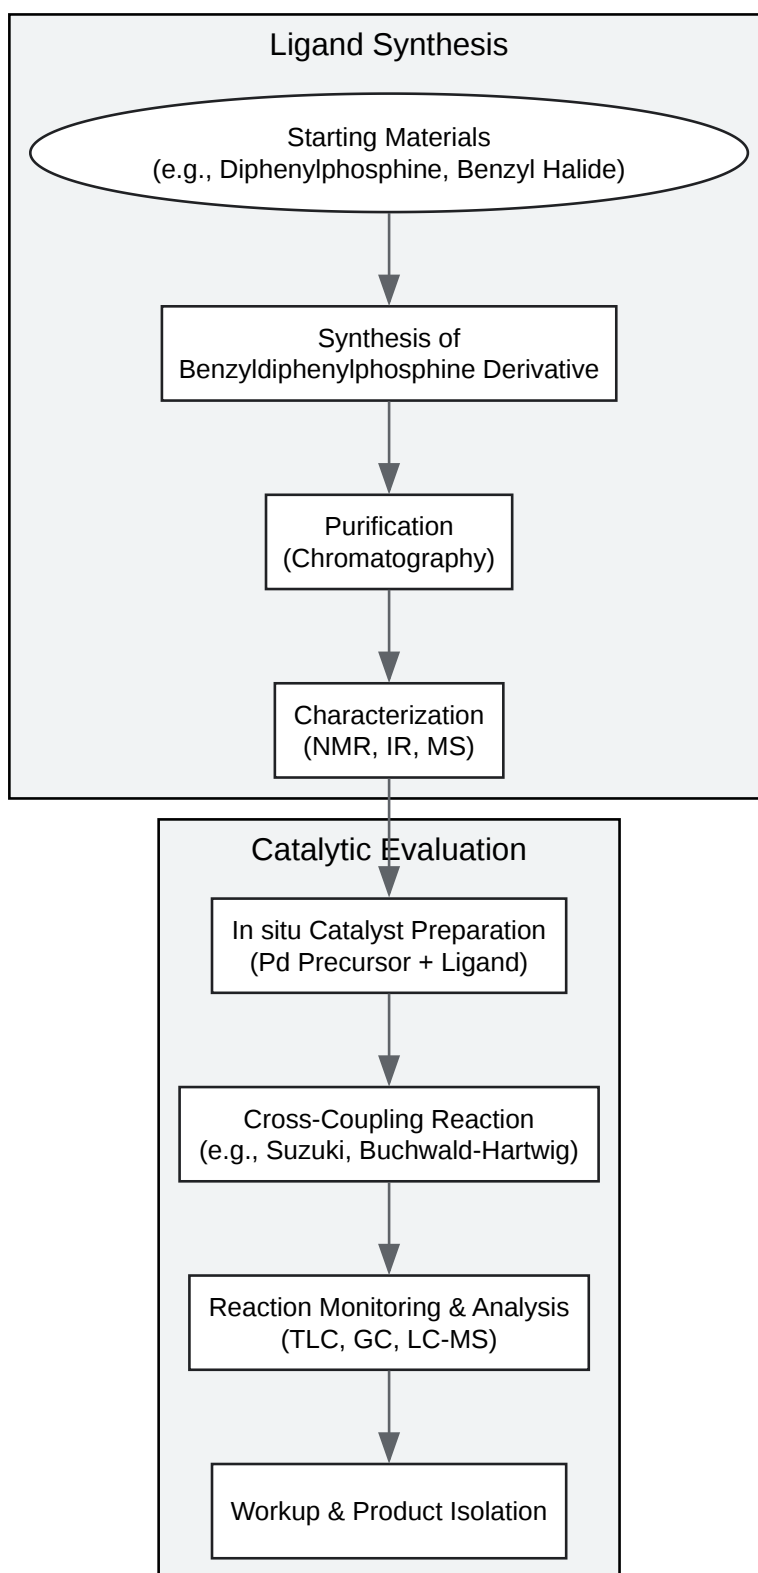 Ligand Synthesis
Starting Materials
(e.g., Diphenylphosphine, Benzyl Halide)
Synthesis of
Benzyldiphenylphosphine Derivative
Purification
(Chromatography)
Characterization
(NMR, IR, MS)
Catalytic Evaluation
In situ Catalyst Preparation
(Pd Precursor + Ligand)
Cross-Coupling Reaction
(e.g., Suzuki, Buchwald-Hartwig)
Reaction Monitoring & Analysis
(TLC, GC, LC-MS)
Workup & Product Isolation